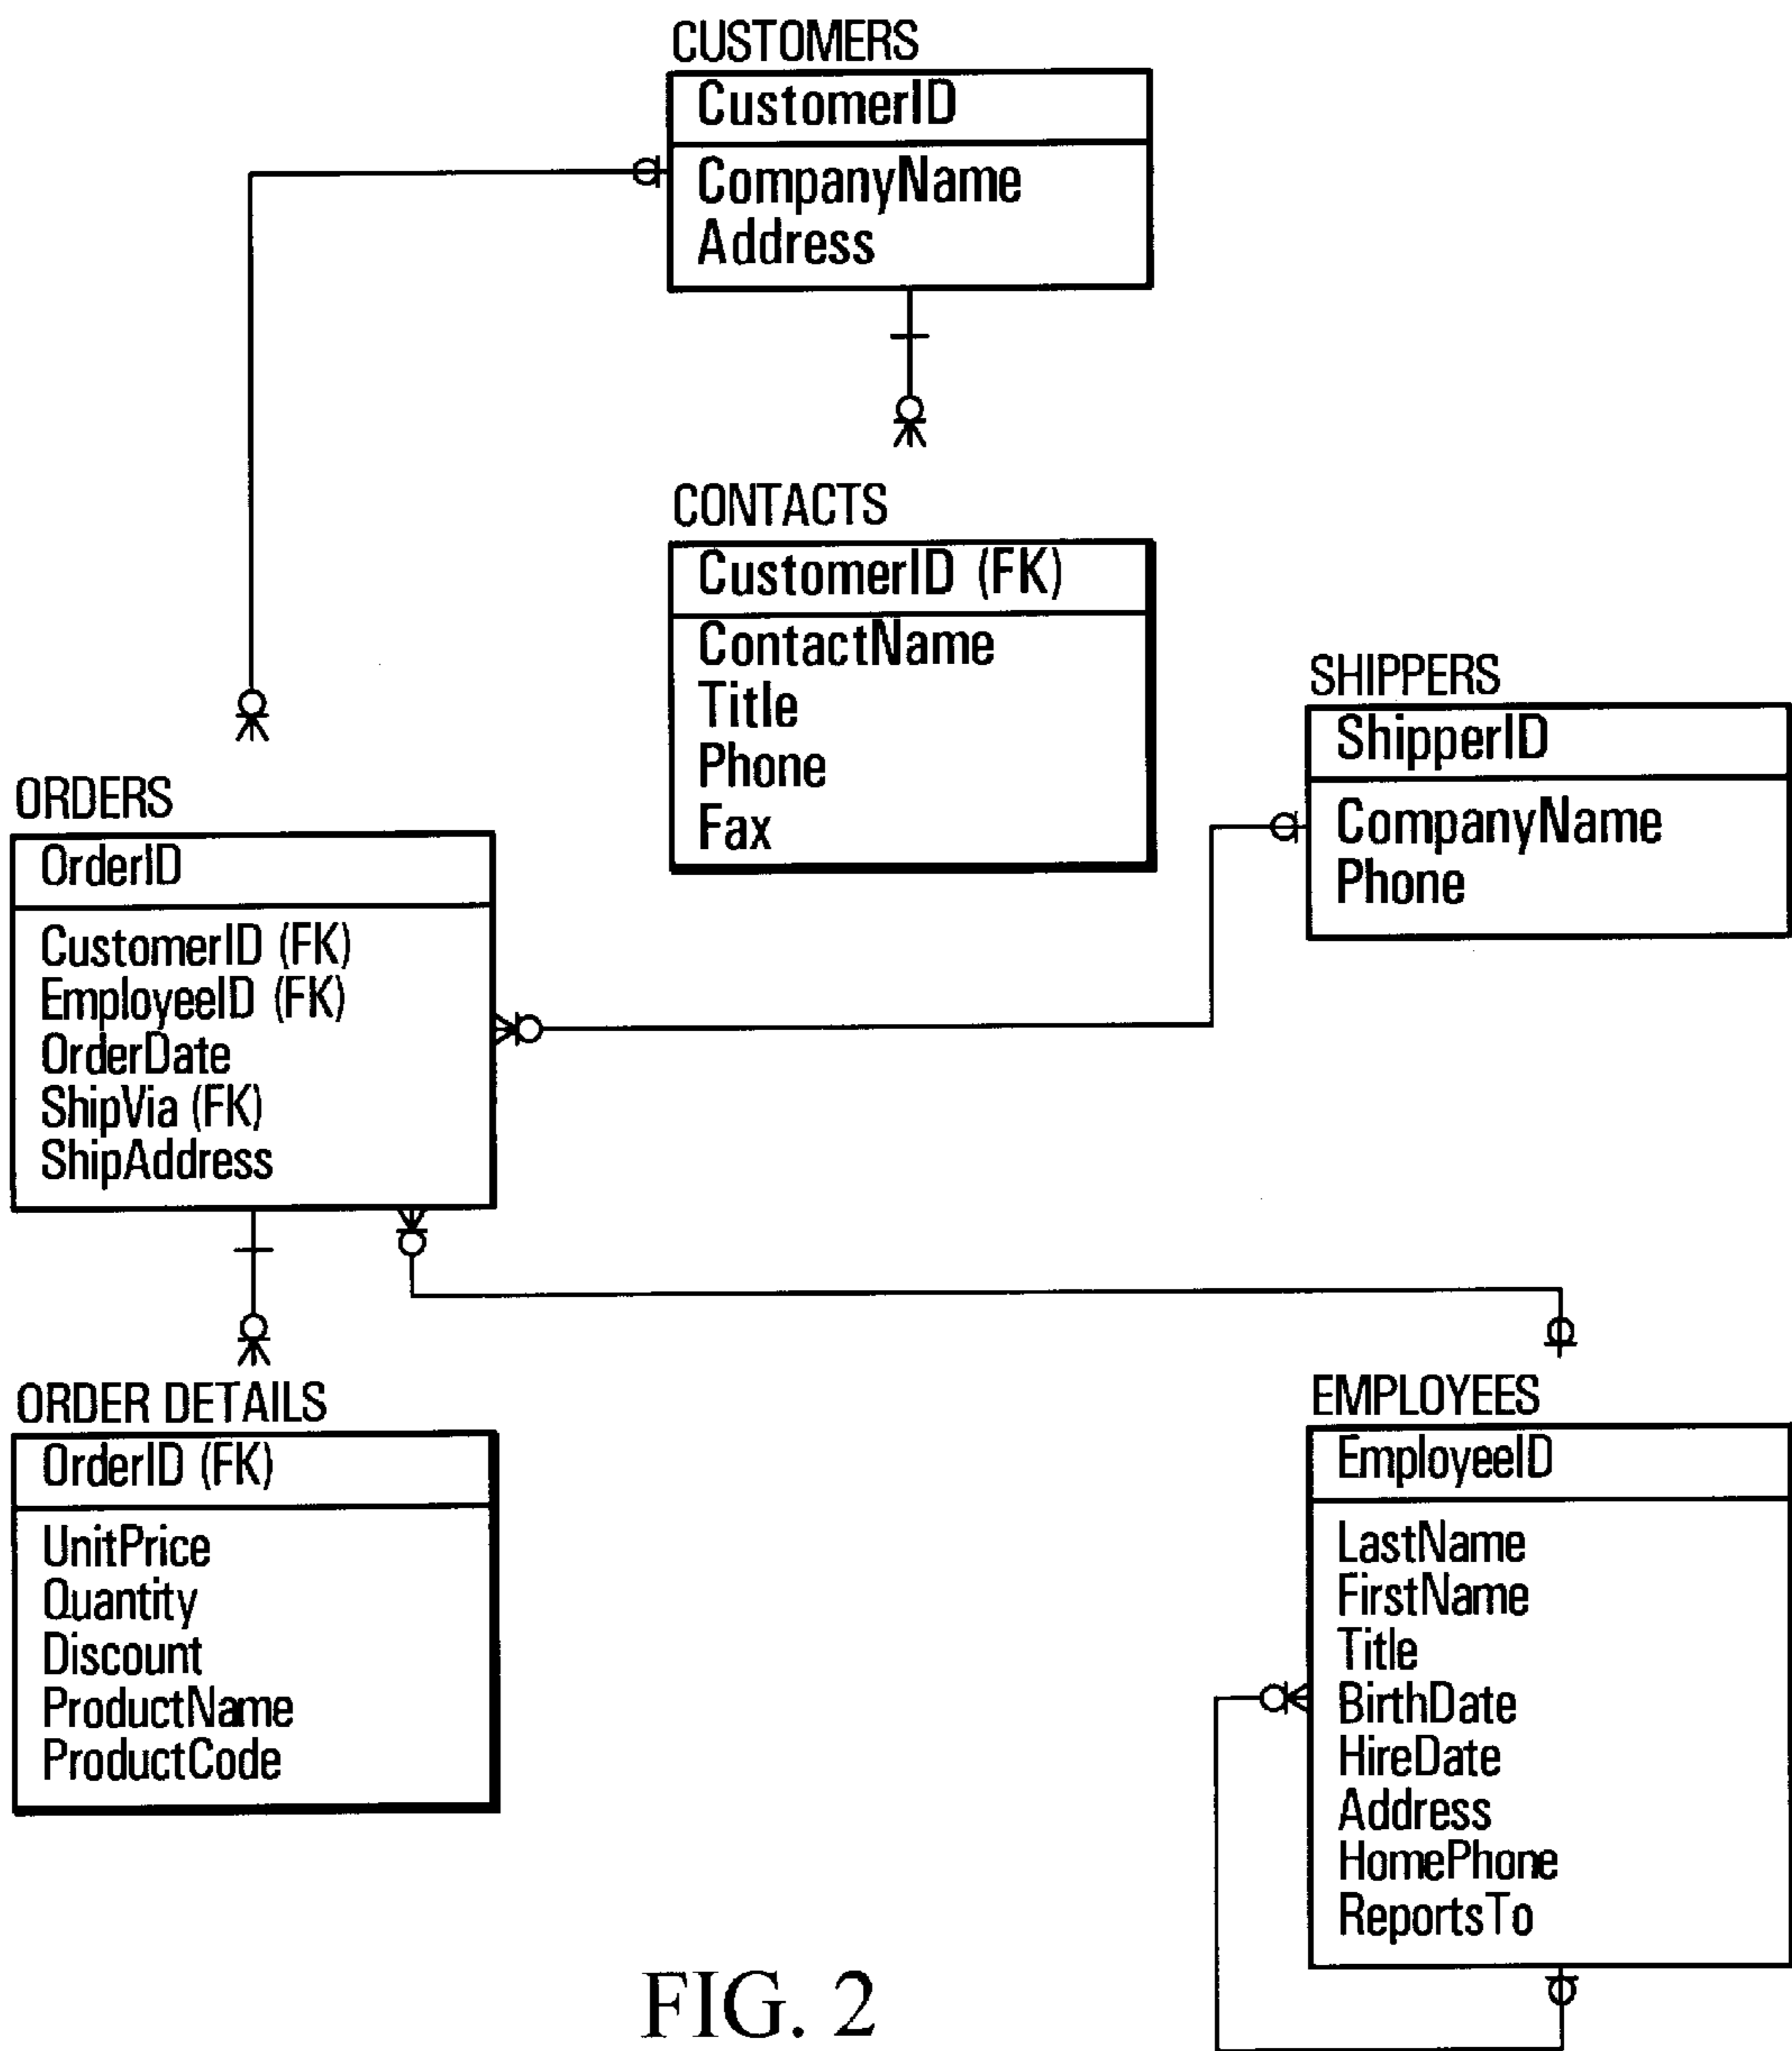 CUSTOMERS
CustomerID
CompanyName
Address
CONTACTS
CustomerID (FK)
ContactName
Title
Phone
Fax
SHIPPERS
ShipperID
CompanyName
Phone
ORDERS
OrderID
CustomerID (FK)
EmployeeID (FK)
OrderDate
ShipVia (FK)
ShipAddress
ORDER DETAILS
OrderID (FK)
UnitPrice
Quantity
Discount
ProductName
ProductCode
EMPLOYEES
EmployeeID
LastName
FirstName
Title
BirthDate
HireDate
Address
HomePhone
ReportsTo
FIG. 2